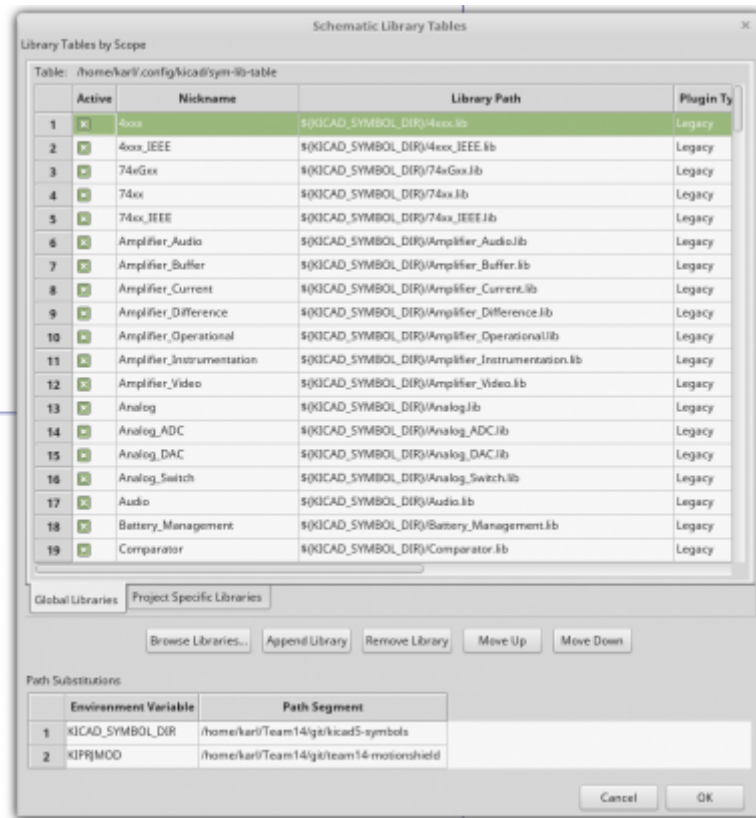 Schematic Library Tables
Library Tables by Scope
Table: /home/karl/.config/kicad/sym-lib-table
Active Nickname Library Path Plugin Ty
1 4xxx ${KICAD_SYMBOL_DIR}/4xxx.lib Legacy
2 4xxx_IEEE ${KICAD_SYMBOL_DIR}/4xxx_IEEE.lib Legacy
3 74xGxx ${KICAD_SYMBOL_DIR}/74xGxx.lib Legacy
4 74xx ${KICAD_SYMBOL_DIR}/74xx.lib Legacy
5 74xx_IEEE ${KICAD_SYMBOL_DIR}/74xx_IEEE.lib Legacy
6 Amplifier_Audio ${KICAD_SYMBOL_DIR}/Amplifier_Audio.lib Legacy
7 Amplifier_Buffer ${KICAD_SYMBOL_DIR}/Amplifier_Buffer.lib Legacy
8 Amplifier_Current ${KICAD_SYMBOL_DIR}/Amplifier_Current.lib Legacy
9 Amplifier_Difference ${KICAD_SYMBOL_DIR}/Amplifier_Difference.lib Legacy
10 Amplifier_Operational ${KICAD_SYMBOL_DIR}/Amplifier_Operational.lib Legacy
11 Amplifier_Instrumentation ${KICAD_SYMBOL_DIR}/Amplifier_Instrumentation.lib Legacy
12 Amplifier_Video ${KICAD_SYMBOL_DIR}/Amplifier_Video.lib Legacy
13 Analog ${KICAD_SYMBOL_DIR}/Analog.lib Legacy
14 Analog_ADC ${KICAD_SYMBOL_DIR}/Analog_ADC.lib Legacy
15 Analog_DAC ${KICAD_SYMBOL_DIR}/Analog_DAC.lib Legacy
16 Analog_Switch ${KICAD_SYMBOL_DIR}/Analog_Switch.lib Legacy
17 Audio ${KICAD_SYMBOL_DIR}/Audio.lib Legacy
18 Battery_Management ${KICAD_SYMBOL_DIR}/Battery_Management.lib Legacy
19 Comparator ${KICAD_SYMBOL_DIR}/Comparator.lib Legacy
Global Libraries Project Specific Libraries
Browse Libraries... Append Library Remove Library Move Up Move Down
Path Substitutions
Environment Variable Path Segment
1 KICAD_SYMBOL_DIR /home/karl/Team14/git/kicad5-symbols
2 KIPRJMOD /home/karl/Team14/git/team14-motionshield
Cancel OK